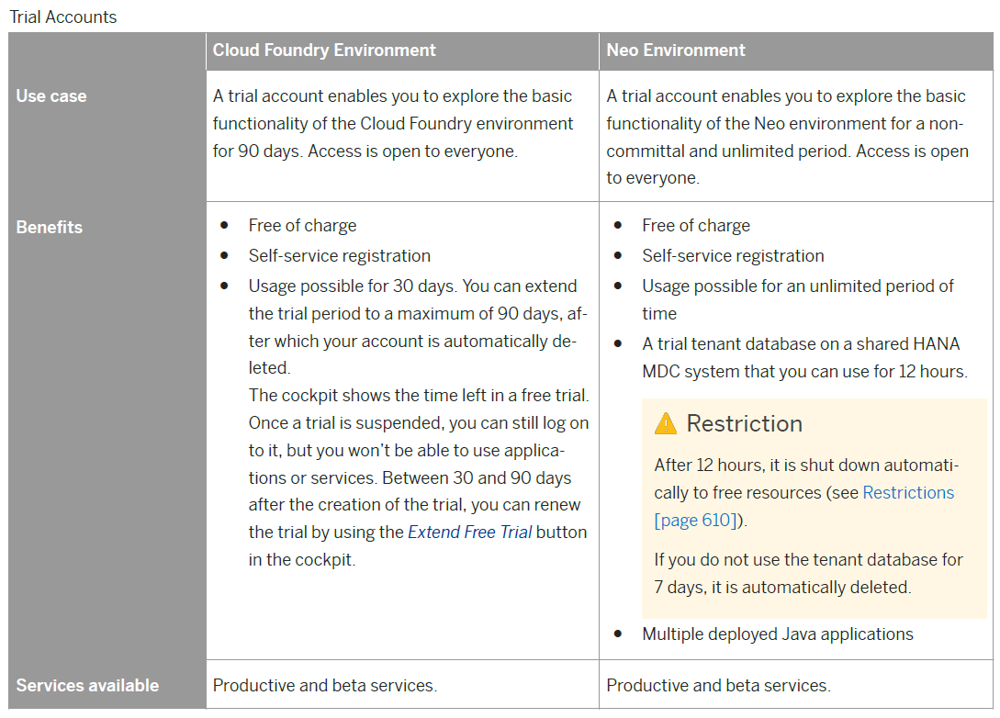 Trial Accounts
Cloud Foundry Environment
Neo Environment
Use case
A trial account enables you to explore the basic
functionality of the Cloud Foundry environment
for 90 days. Access is open to everyone.
A trial account enables you to explore the basic
functionality of the Neo environment for a non-
committal and unlimited period. Access is open
to everyone.
Benefits
• Free of charge
• Self-service registration
• Usage possible for 30 days. You can extend
the trial period to a maximum of 90 days, af-
ter which your account is automatically de-
leted.
The cockpit shows the time left in a free trial.
Once a trial is suspended, you can still log on
to it, but you won't be able to use applica-
tions or services. Between 30 and 90 days
after the creation of the trial, you can renew
the trial by using the Extend Free Trial button
in the cockpit.
• Free of charge
• Self-service registration
• Usage possible for an unlimited period of
time
• A trial tenant database on a shared HANA
MDC system that you can use for 12 hours.
Restriction
After 12 hours, it is shut down automati-
cally to free resources (see Restrictions
[page 610]).
If you do not use the tenant database for
7 days, it is automatically deleted.
• Multiple deployed Java applications
Services available
Productive and beta services.
Productive and beta services.